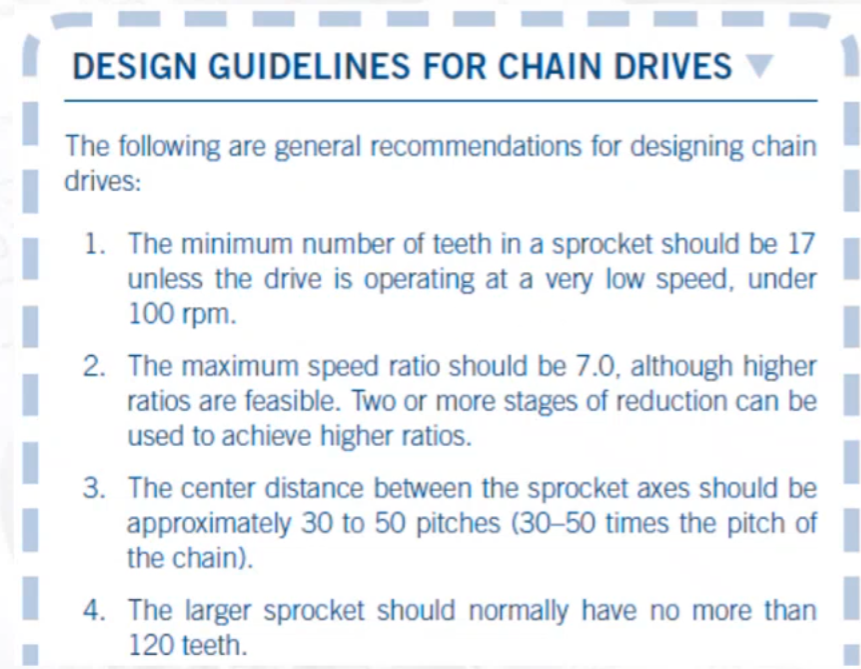 DESIGN GUIDELINES FOR CHAIN DRIVES
The following are general recommendations for designing chain
drives:
1. The minimum number of teeth in a sprocket should be 17
unless the drive is operating at a very low speed, under
100 rpm.
2. The maximum speed ratio should be 7.0, although higher
ratios are feasible. Two or more stages of reduction can be
used to achieve higher ratios.
3. The center distance between the sprocket axes should be
approximately 30 to 50 pitches (30–50 times the pitch of
the chain).
4. The larger sprocket should normally have no more than
120 teeth.